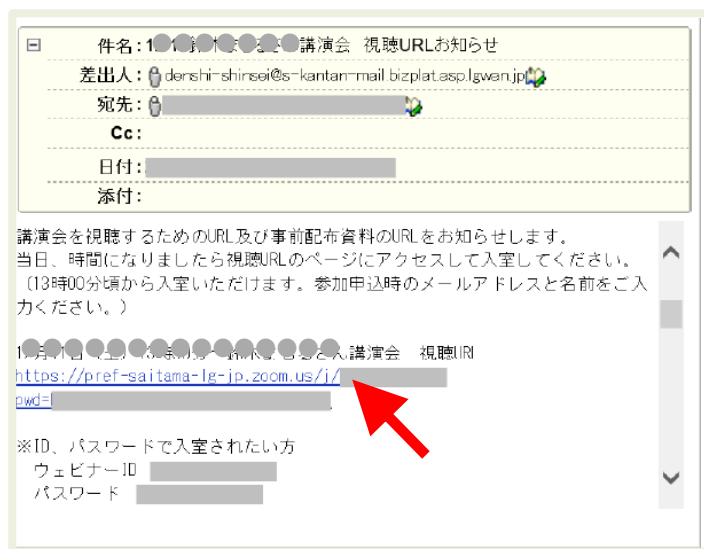 件名: 講演会 視聴URLお知らせ
差出人: denshi-shinsei@s-kantan-mail.bizplat.asp.lgwan.jp
宛先:
Cc:
日付:
添付:
講演会を視聴するためのURL及び事前配布資料のURLをお知らせします。
当日、時間になりましたら視聴URLのページにアクセスして入室してください。
(13時00分頃から入室いただけます。参加申込時のメールアドレスと名前をご入
力ください。)
講演会 視聴URL
https://pref-saitama-lg-jp.zoom.us/j/
pwd=
※ID、パスワードで入室されたい方
ウェビナーID
パスワード